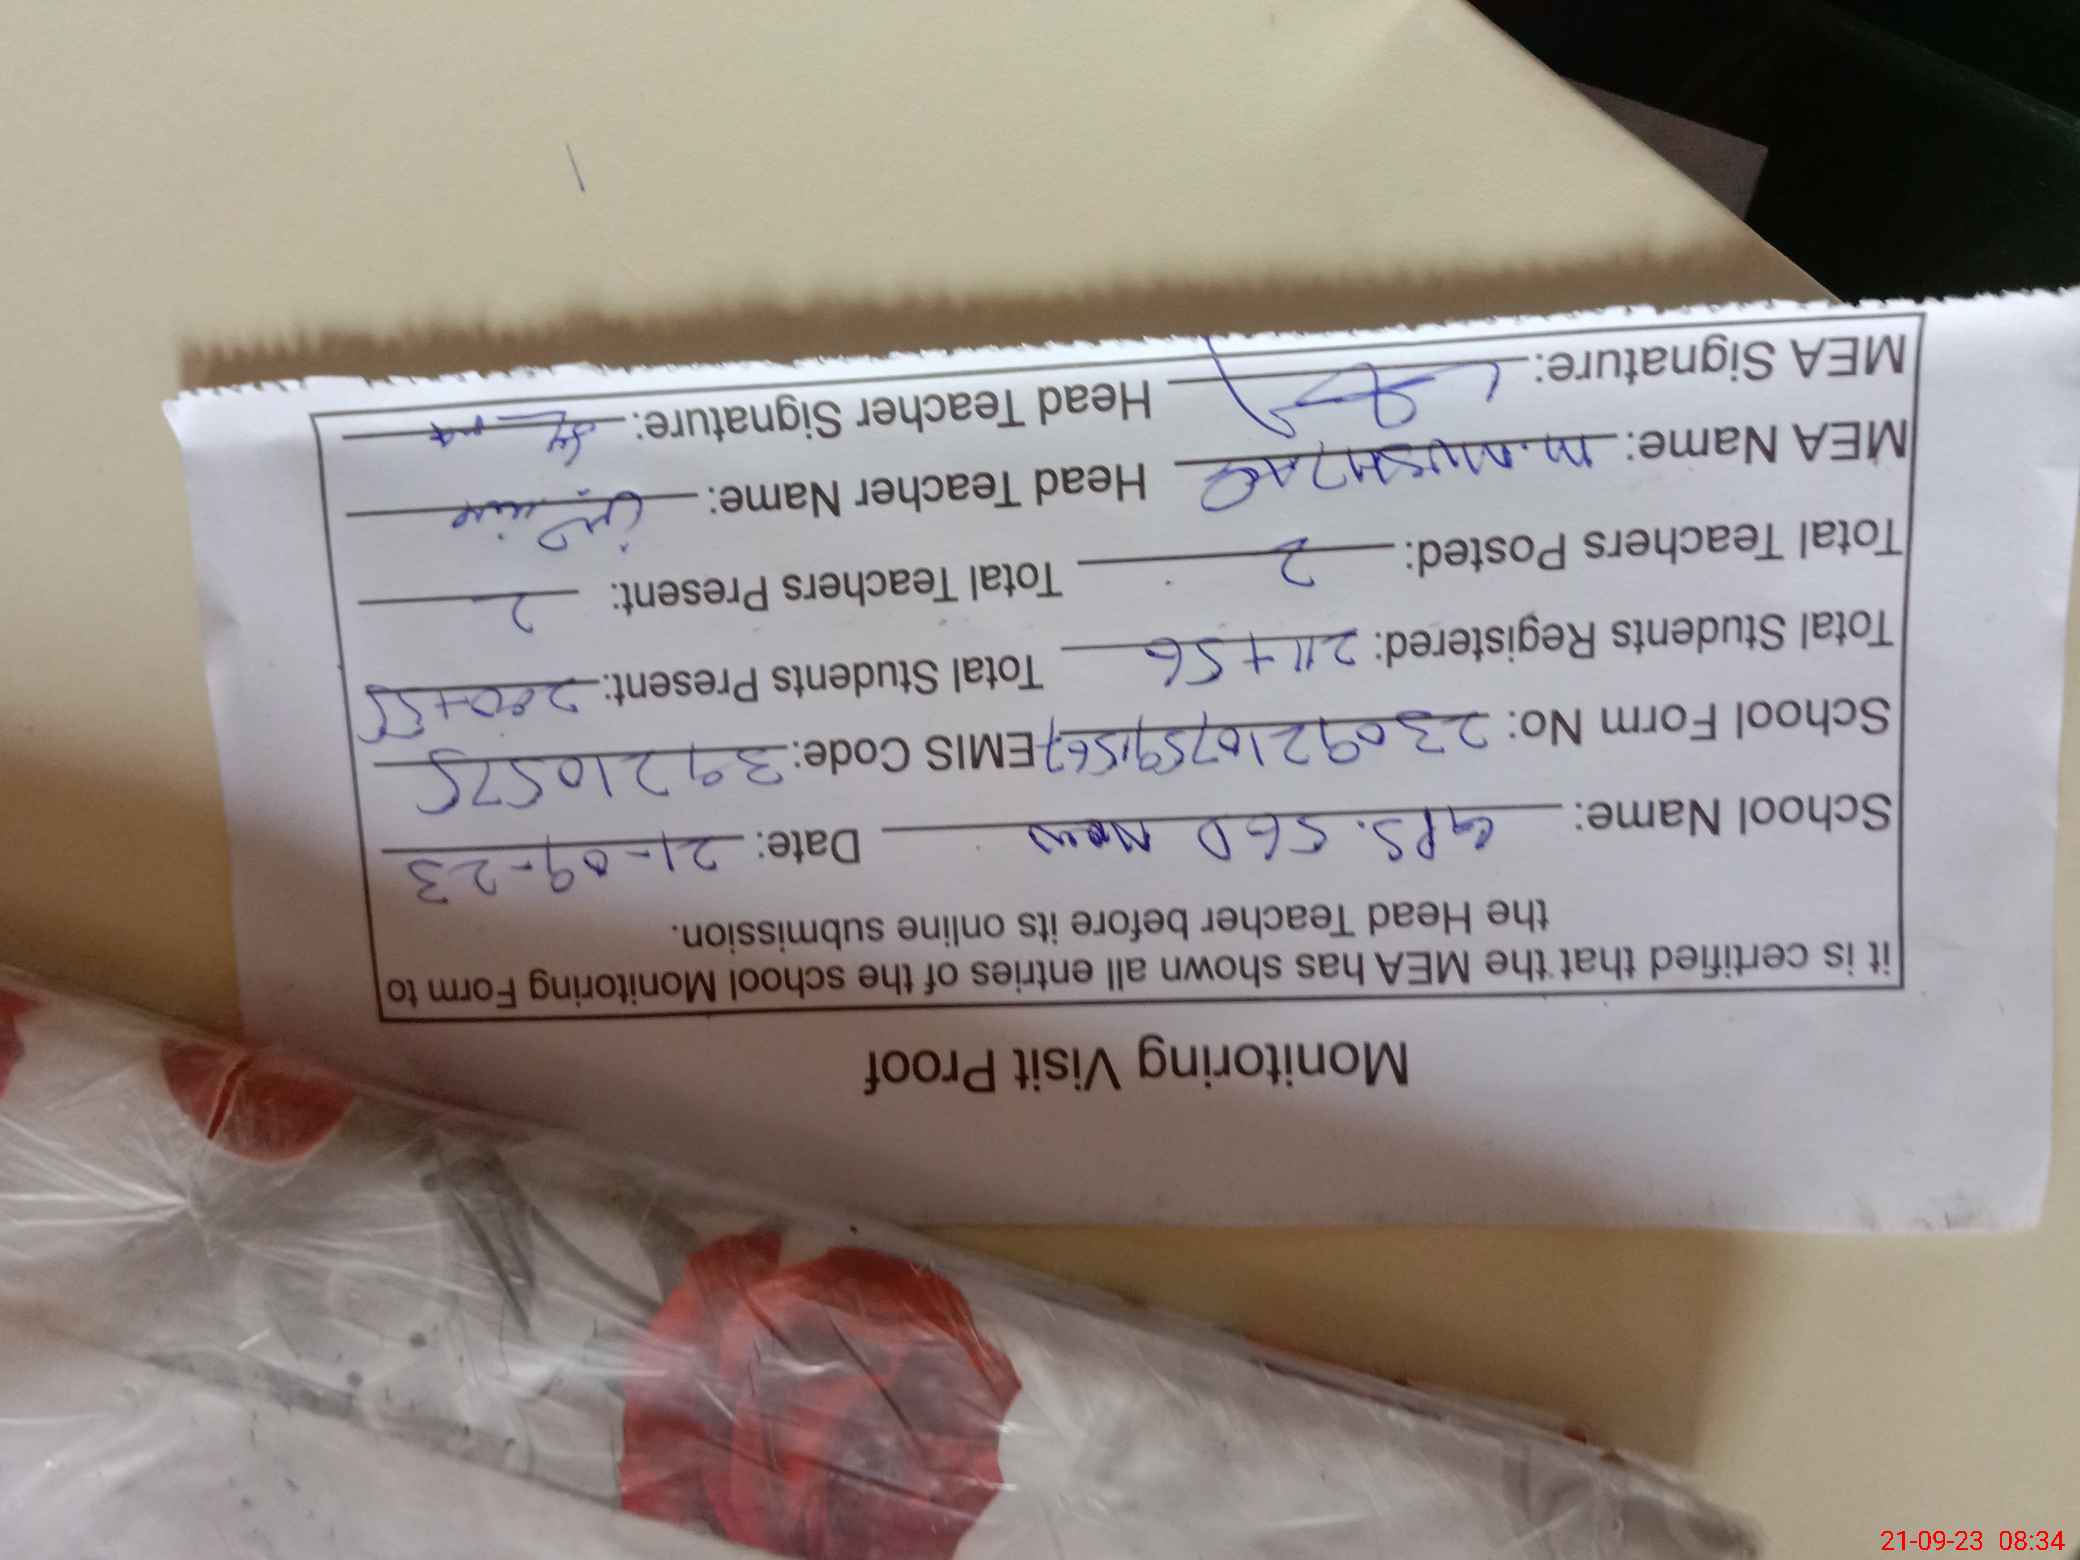 Monitoring Visit Proof
it is certified that the MEA has shown all entries of the school Monitoring Form to
the Head Teacher before its online submission.
School Name: GPS. 56 D New Date: 21-09-23
School Form No: 23092107591567 EMIS Code: 39210575
Total Students Registered: 211+56 Total Students Present: 200+55
Total Teachers Posted: 2 Total Teachers Present: 2
MEA Name: M. MUSHTAQ Head Teacher Name:
MEA Signature: Head Teacher Signature:
21-09-23 08:34